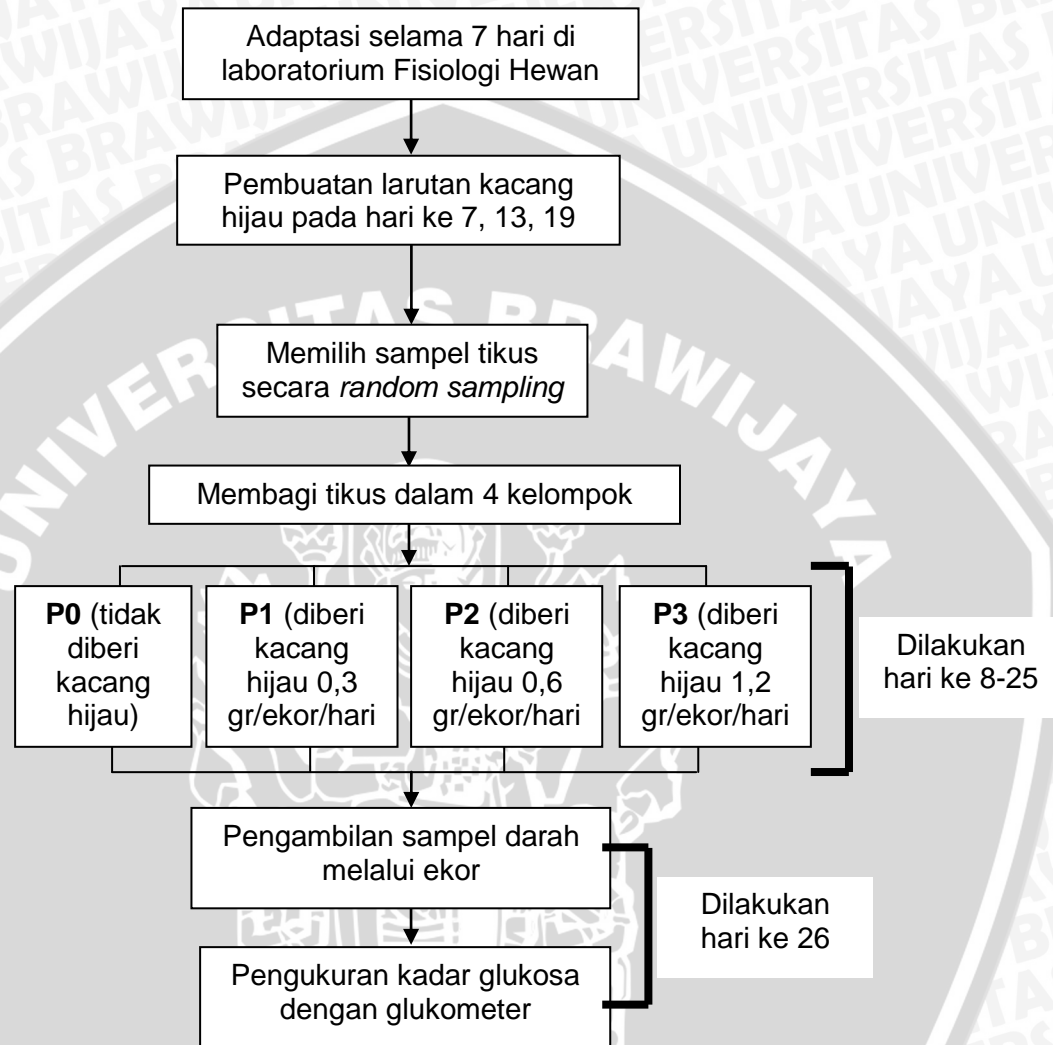 Adaptasi selama 7 hari di
laboratorium Fisiologi Hewan
Pembuatan larutan kacang
hijau pada hari ke 7, 13, 19
UNIVERSITAS BRAWIJAYA
Memilih sampel tikus
secara random sampling
Membagi tikus dalam 4 kelompok
P0 (tidak
diberi
kacang
hijau)
P1 (diberi
kacang
hijau 0,3
gr/ekor/hari
P2 (diberi
kacang
hijau 0,6
gr/ekor/hari
P3 (diberi
kacang
hijau 1,2
gr/ekor/hari
Dilakukan
hari ke 8-25
Pengambilan sampel darah
melalui ekor
Pengukuran kadar glukosa
dengan glukometer
Dilakukan
hari ke 26